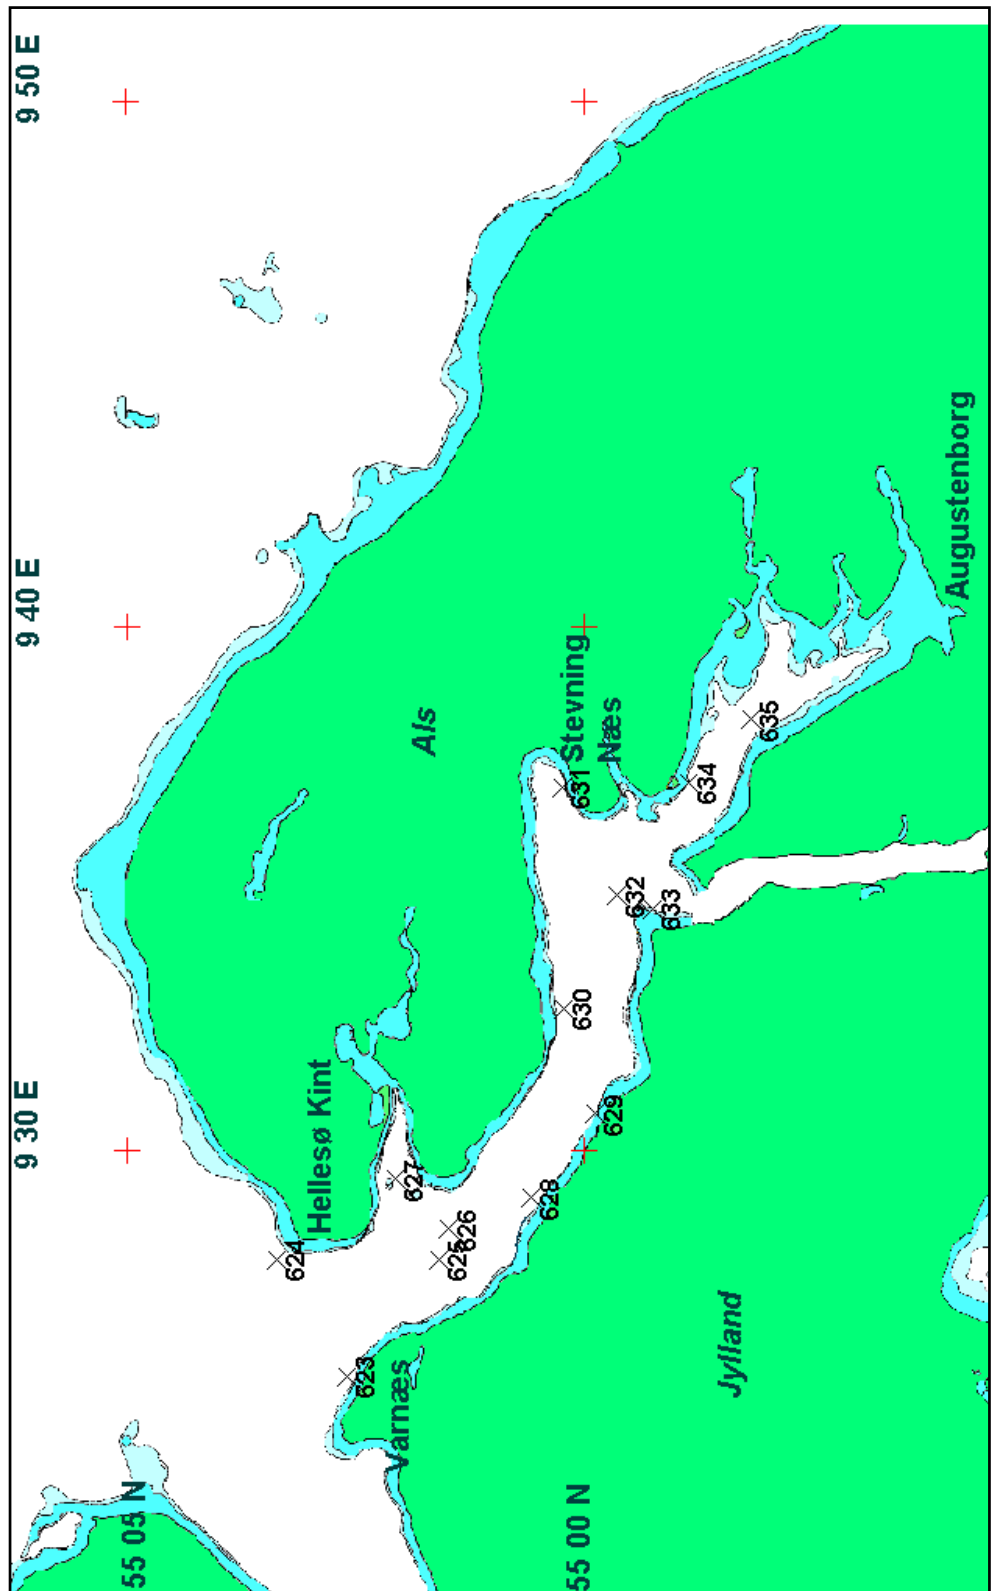 9 30 E
9 40 E
9 50 E
55 05 N
55 00 N
Hellesø Kint
Als
Stevning
Næs
Augustenborg
Varnæs
Jylland
623
624
625
626
627
628
629
630
631
632
633
634
635